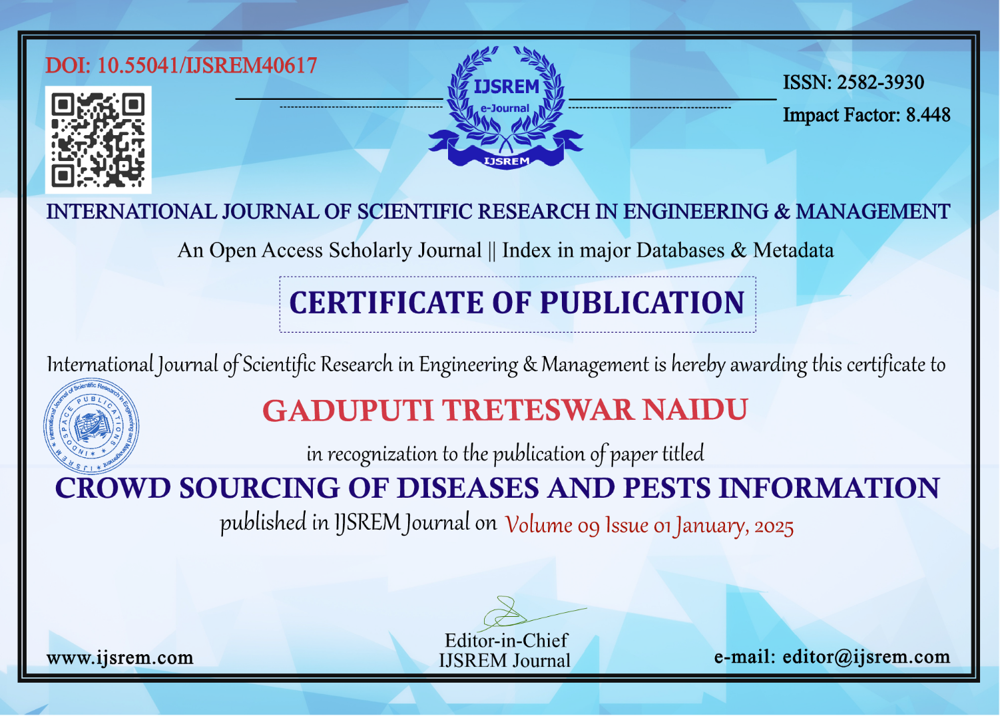 DOI: 10.55041/IJSREM40617
IJSREM
e-Journal
IJSREM
ISSN: 2582-3930
Impact Factor: 8.448
INTERNATIONAL JOURNAL OF SCIENTIFIC RESEARCH IN ENGINEERING & MANAGEMENT
An Open Access Scholarly Journal || Index in major Databases & Metadata
CERTIFICATE OF PUBLICATION
International Journal of Scientific Research in Engineering & Management is hereby awarding this certificate to
International Journal of Scientific Research in Engineering and Management
* IJSREM *
INDOSPACE PUBLICATIONS
GADUPUTI TRETESWAR NAIDU
in recognization to the publication of paper titled
CROWD SOURCING OF DISEASES AND PESTS INFORMATION
published in IJSREM Journal on Volume 09 Issue 01 January, 2025
Editor-in-Chief
IJSREM Journal
www.ijsrem.com
e-mail: editor@ijsrem.com